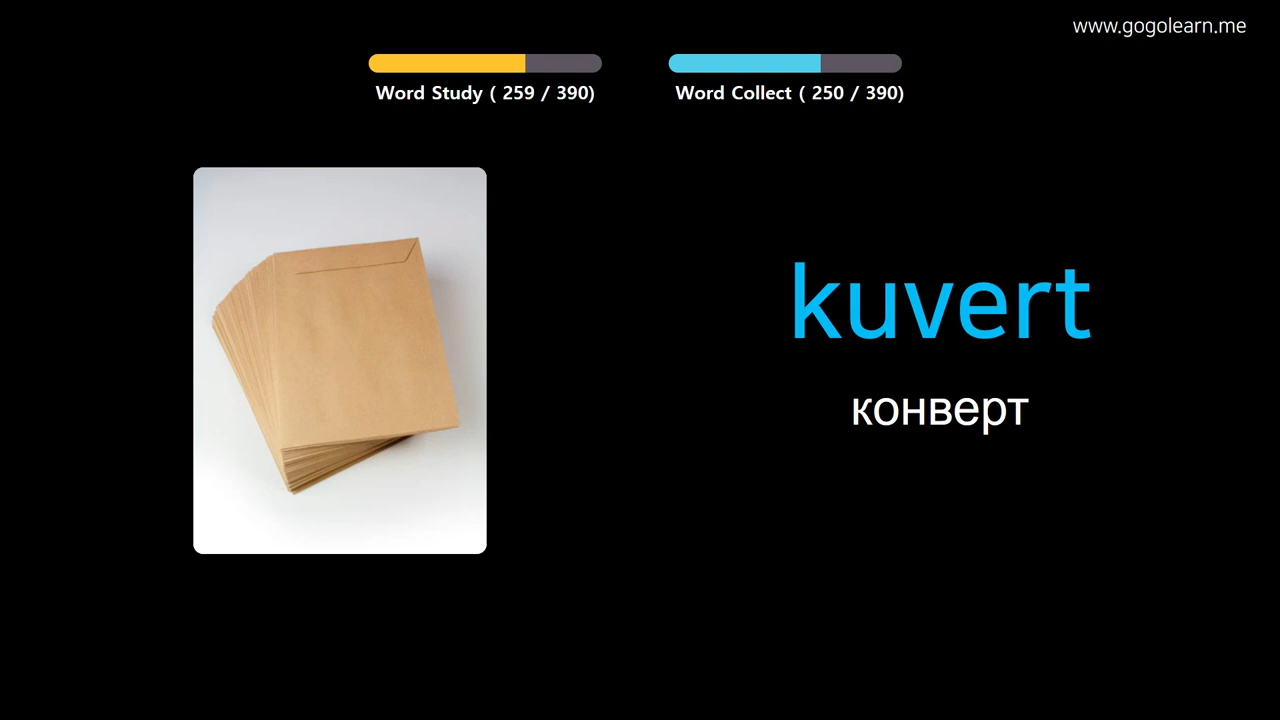 www.gogolearn.me
Word Study ( 259 / 390)
Word Collect ( 250 / 390)
kuvert
конверт